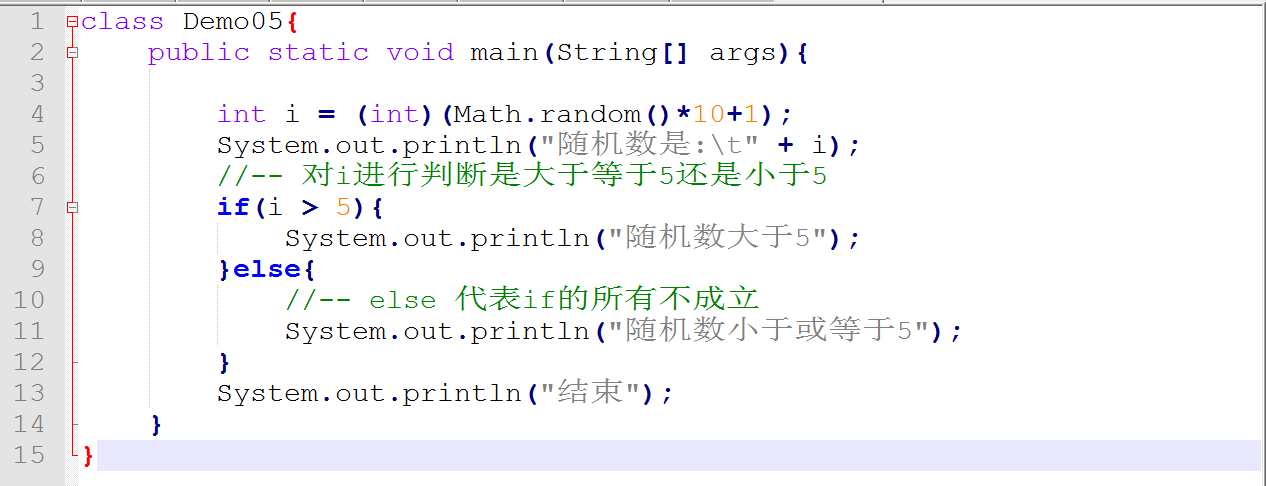 1 class Demo05{
2 public static void main(String[] args){
3
4 int i = (int)(Math.random()*10+1);
5 System.out.println("随机数是:\t" + i);
6 //-- 对i进行判断是大于等于5还是小于5
7 if(i > 5){
8 System.out.println("随机数大于5");
9 }else{
10 //-- else 代表if的所有不成立
11 System.out.println("随机数小于或等于5");
12 }
13 System.out.println("结束");
14 }
15 }